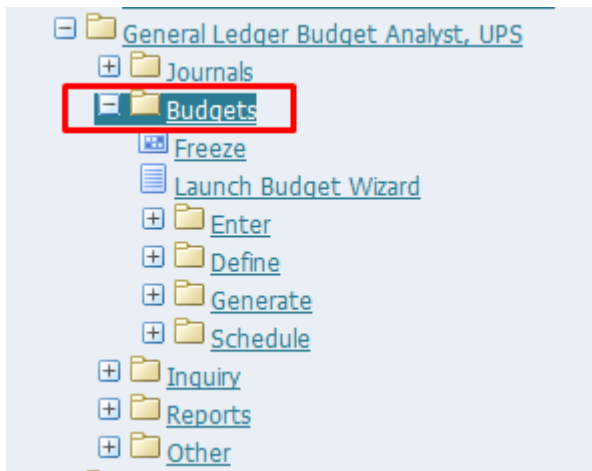 General Ledger Budget Analyst, UPS
Journals
Budgets
Freeze
Launch Budget Wizard
Enter
Define
Generate
Schedule
Inquiry
Reports
Other